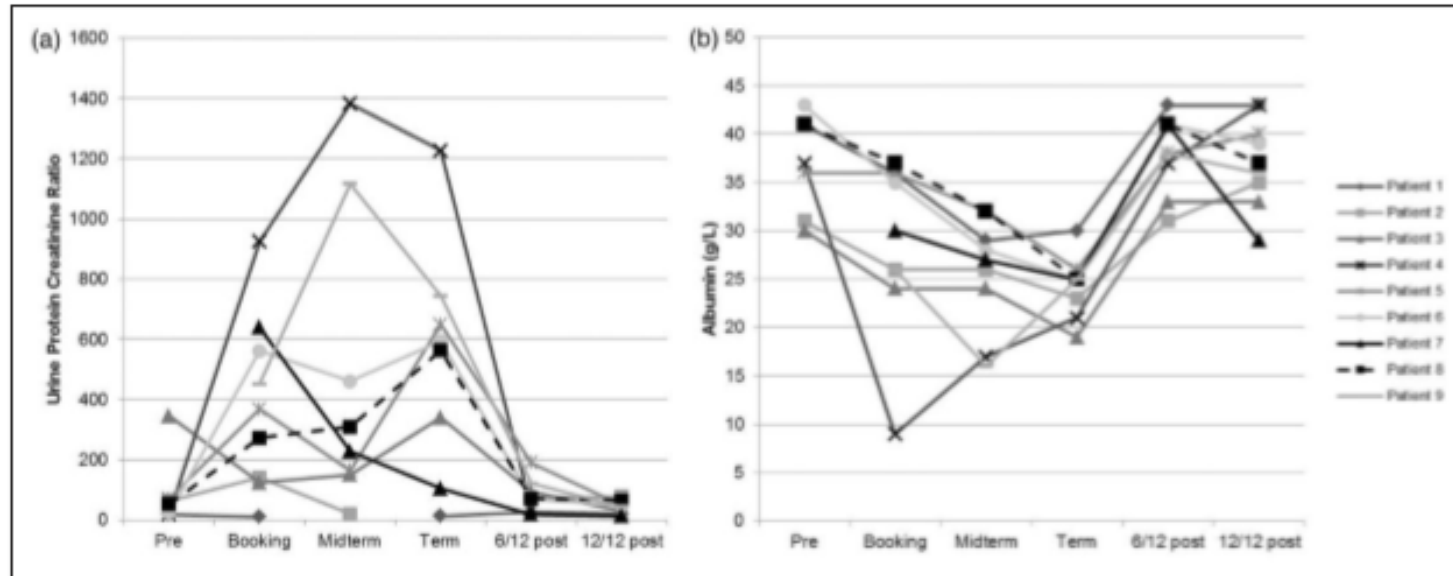 (a)
Urine Protein Creatinine Ratio
1600
1400
1200
1000
800
600
400
200
0
Pre Booking Midterm Term 6/12 post 12/12 post
(b)
Albumin (g/L)
50
45
40
35
30
25
20
15
10
5
0
Pre Booking Midterm Term 6/12 post 12/12 post
Patient 1
Patient 2
Patient 3
Patient 4
Patient 5
Patient 6
Patient 7
Patient 8
Patient 9